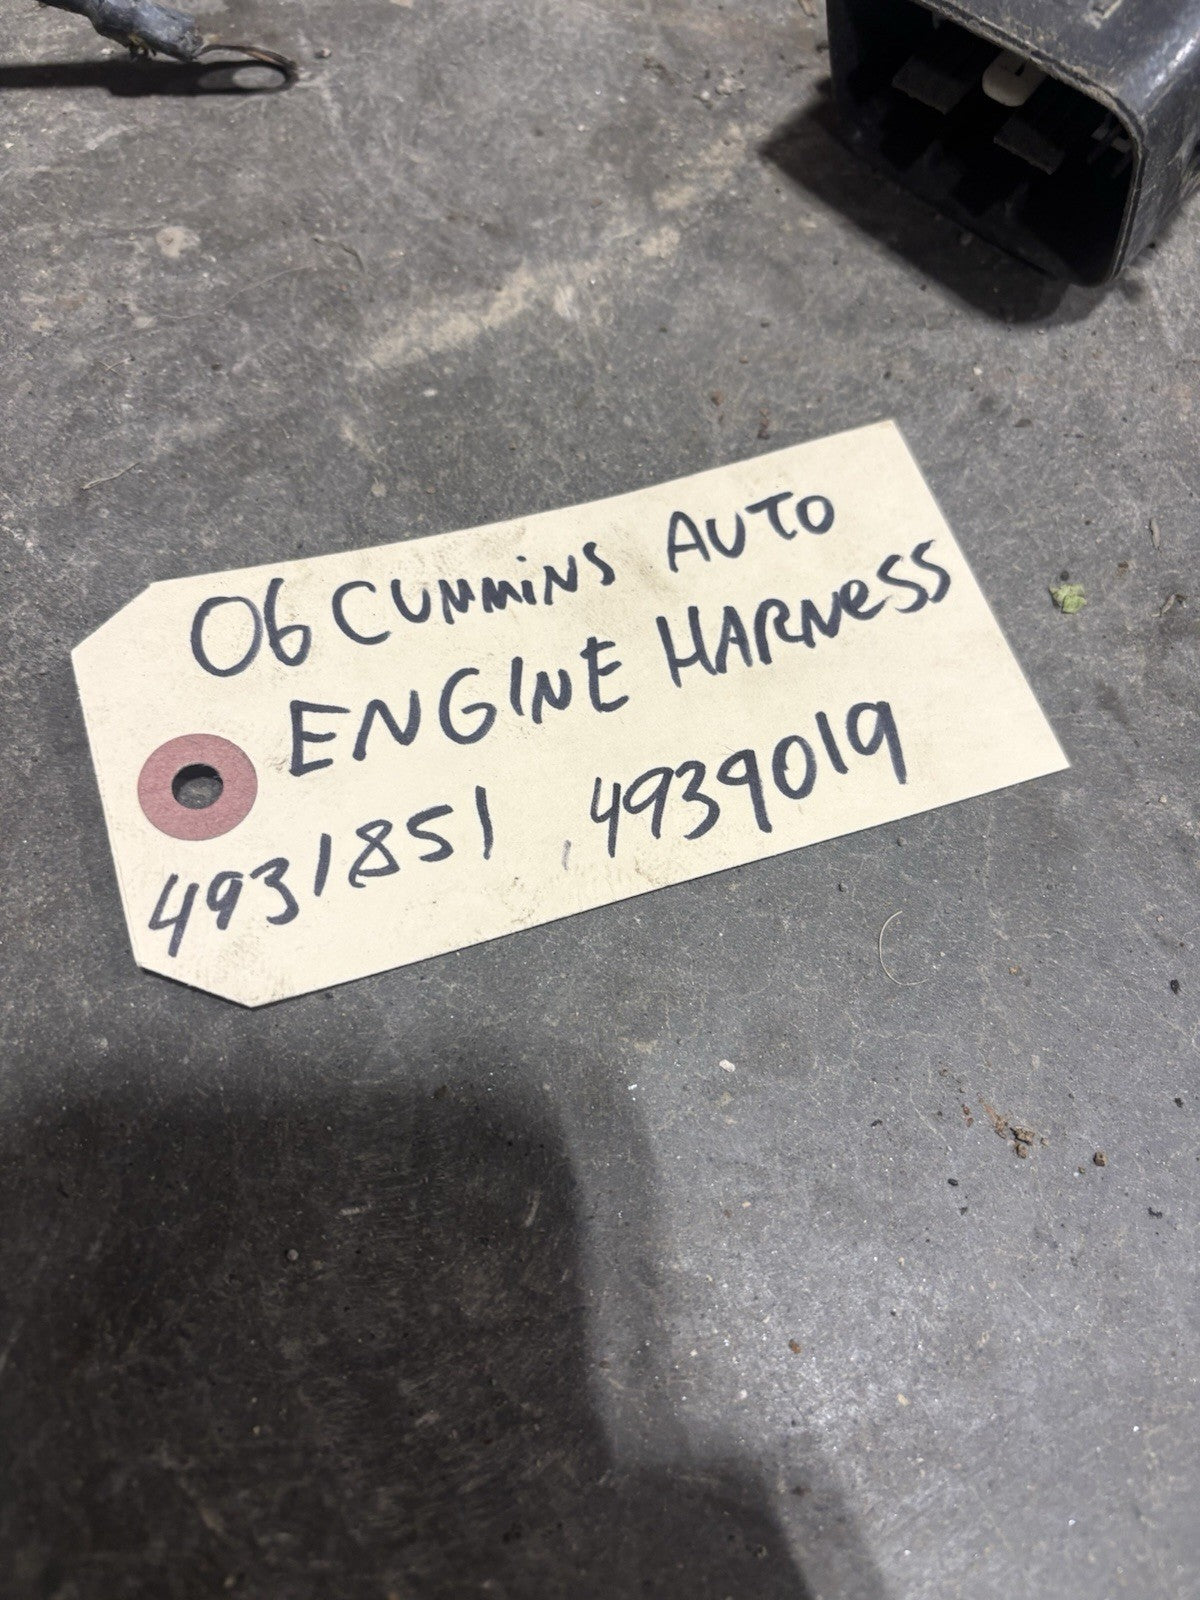 06 CUMMiNS AUTO
ENGINE HARNeSS
4931851 , 4939019